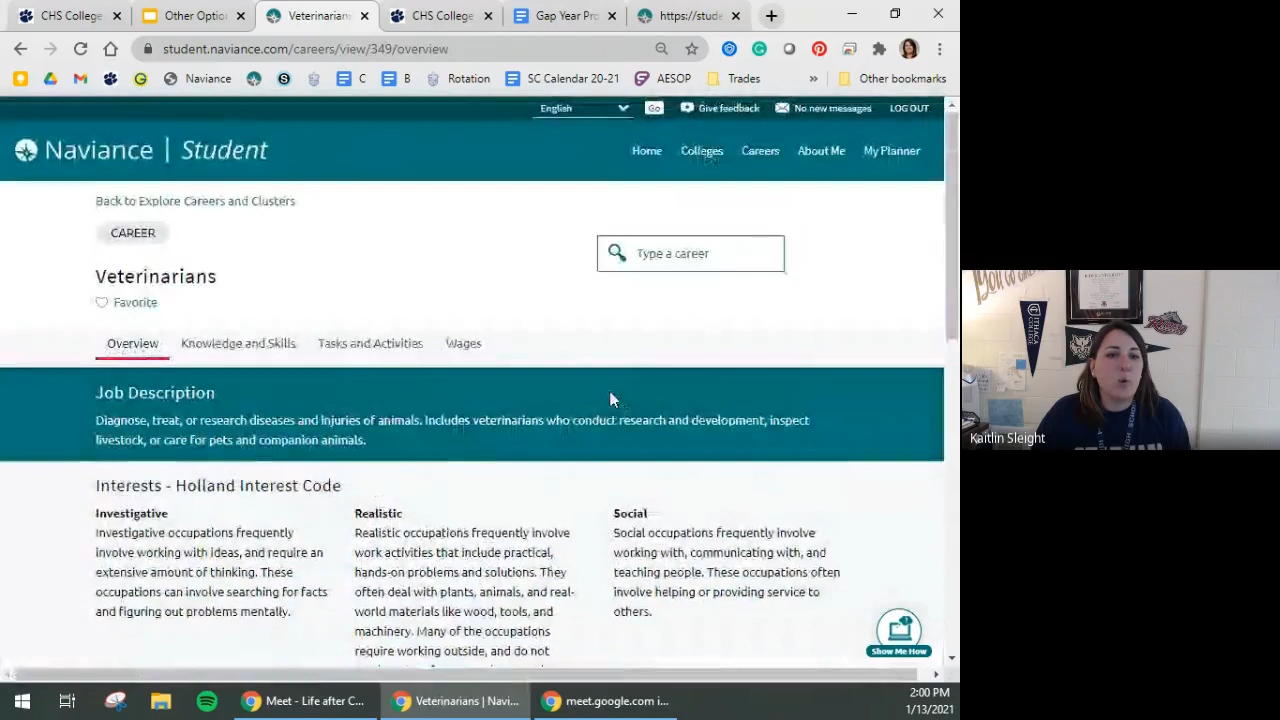 CHS College
Other Optio
Veterinarians
CHS College
Gap Year Pro
https://stude
student.naviance.com/careers/view/349/overview
Naviance
C
B
Rotation
SC Calendar 20-21
AESOP
Trades
»
Other bookmarks
English
Go
Give feedback
No new messages
LOG OUT
Naviance | Student
Home
Colleges
Careers
About Me
My Planner
Back to Explore Careers and Clusters
CAREER
Type a career
Veterinarians
Favorite
Overview
Knowledge and Skills
Tasks and Activities
Wages
Job Description
Diagnose, treat, or research diseases and injuries of animals. Includes veterinarians who conduct research and development, inspect
livestock, or care for pets and companion animals.
Interests - Holland Interest Code
Investigative
Investigative occupations frequently
involve working with ideas, and require an
extensive amount of thinking. These
occupations can involve searching for facts
and figuring out problems mentally.
Realistic
Realistic occupations frequently involve
work activities that include practical,
hands-on problems and solutions. They
often deal with plants, animals, and real-
world materials like wood, tools, and
machinery. Many of the occupations
require working outside, and do not
Social
Social occupations frequently involve
working with, communicating with, and
teaching people. These occupations often
involve helping or providing service to
others.
Show Me How
Meet - Life after C...
Veterinarians | Navi...
meet.google.com i...
2:00 PM
1/13/2021
ITHACA
COLLEGE
Kaitlin Sleight